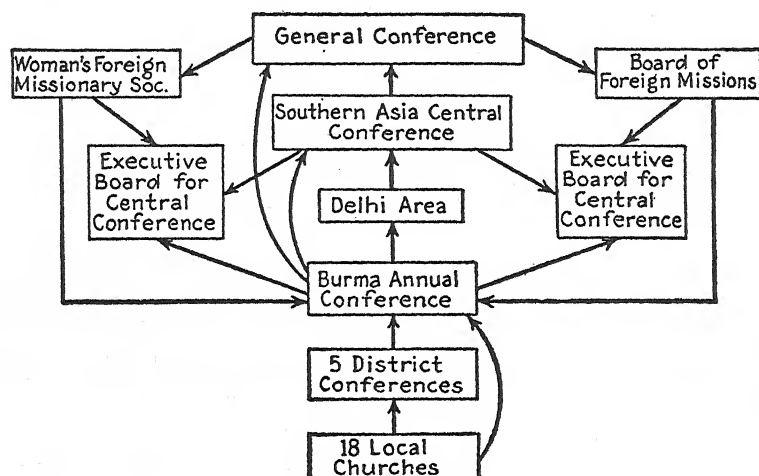 General Conference
Woman's Foreign
Missionary Soc.
Board of
Foreign Missions
Southern Asia Central
Conference
Executive
Board for
Central
Conference
Executive
Board for
Central
Conference
Delhi Area
Burma Annual
Conference
5 District
Conferences
18 Local
Churches